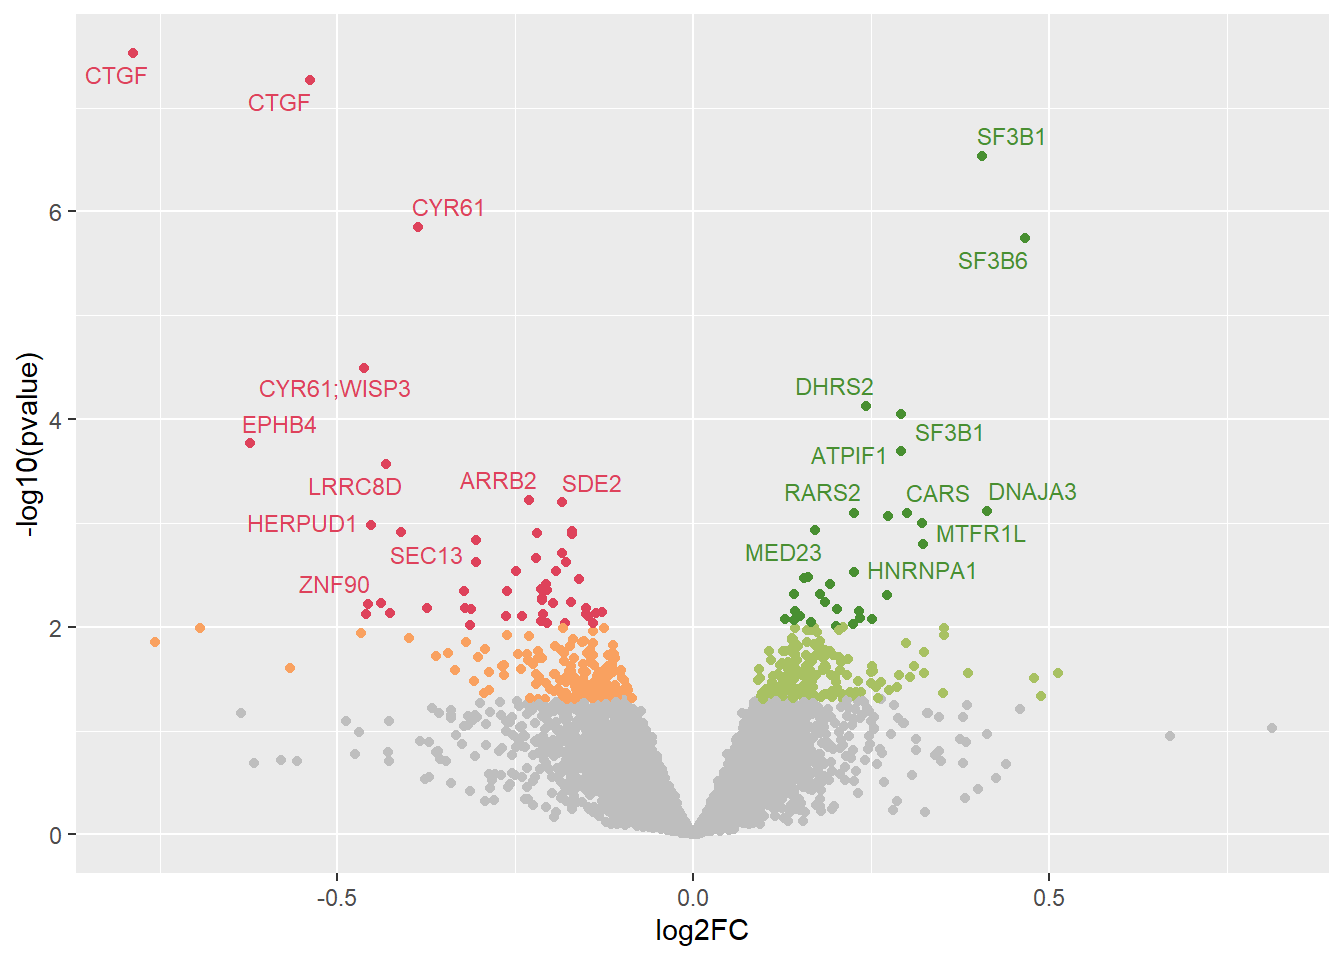 CTGF
CTGF
SF3B1
CYR61
6
SF3B6
CYR61;WISP3
DHRS2
4
EPHB4
SF3B1
ATPIF1
LRRC8D
ARRB2
SDE2
RARS2
CARS
DNAJA3
HERPUD1
MTFR1L
SEC13
MED23
ZNF90
HNRNPA1
2
0
-log10(pvalue)
-0.5
0.0
0.5
log2FC